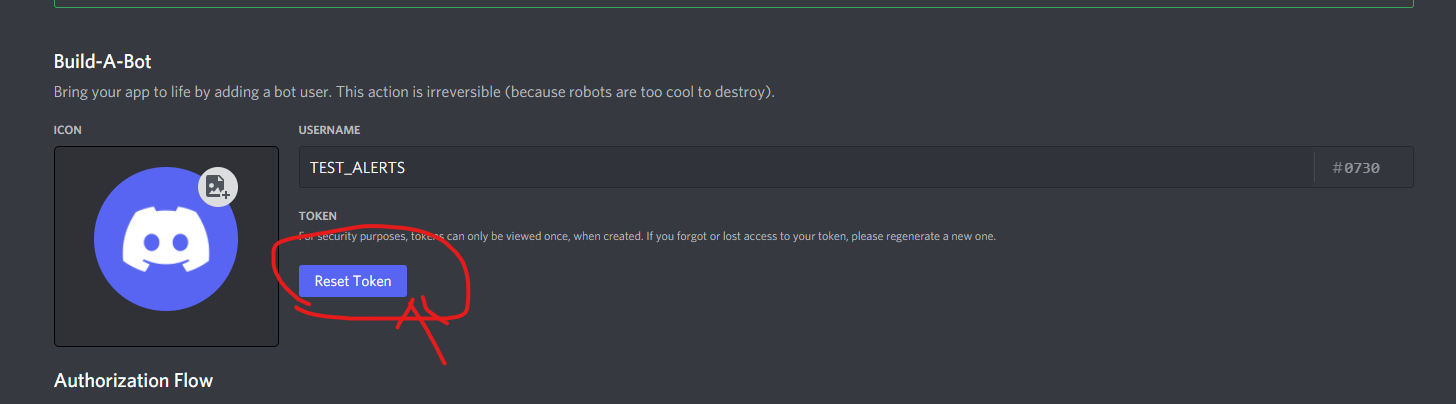 Build-A-Bot
Bring your app to life by adding a bot user. This action is irreversible (because robots are too cool to destroy).
ICON
USERNAME
TEST_ALERTS
#0730
TOKEN
For security purposes, tokens can only be viewed once, when created. If you forgot or lost access to your token, please regenerate a new one.
Reset Token
Authorization Flow